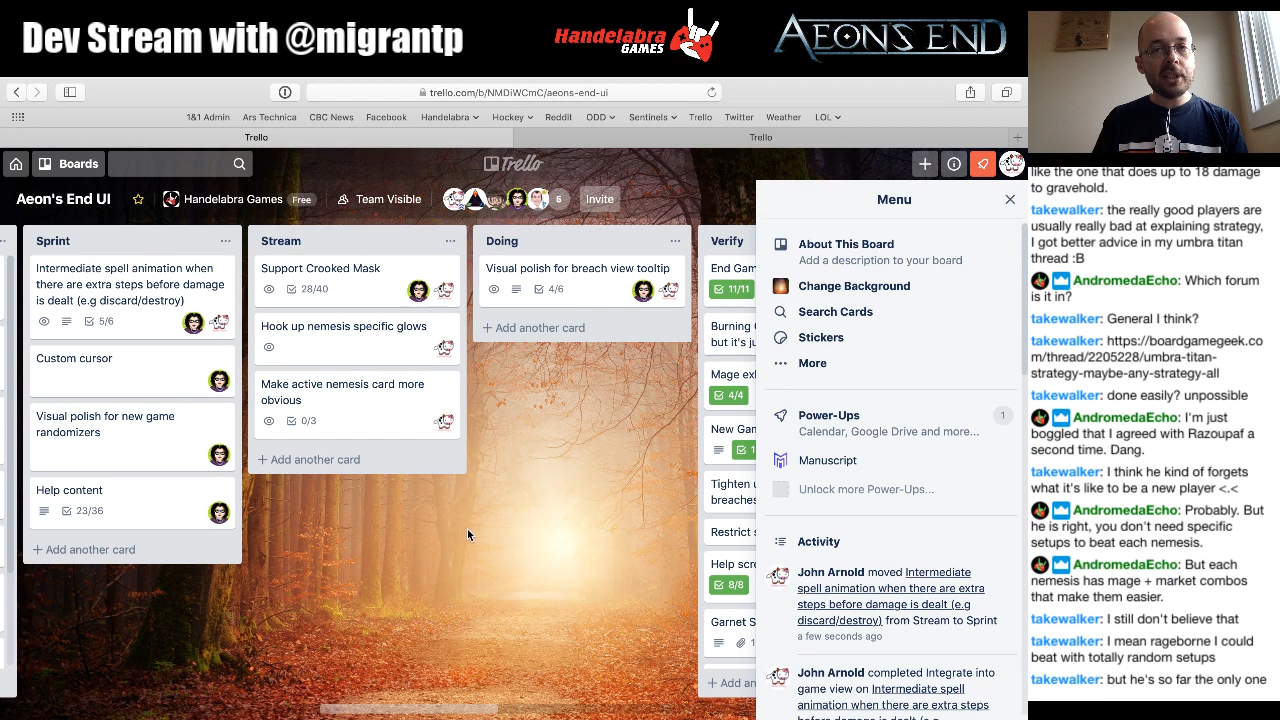 Dev Stream with @migrantp
Handelabra
GAMES
AEON'S END
trello.com/b/NMDiWCmC/aeons-end-ui
1&1 Admin Ars Technica CBC News Facebook Handelabra Hockey Reddit ODD Sentinels Trello Twitter Weather LOL
Trello
Trello
Boards
Trello
Aeon's End UI
Handelabra Games Free
Team Visible
6
Invite
Sprint
Intermediate spell animation when
there are extra steps before damage
is dealt (e.g discard/destroy)
5/6
Custom cursor
Visual polish for new game
randomizers
Help content
23/36
+ Add another card
Stream
Support Crooked Mask
28/40
Hook up nemesis specific glows
Make active nemesis card more
obvious
0/3
+ Add another card
Doing
Visual polish for breach view tooltip
4/6
+ Add another card
Verify
End Gam
11/11
Burning
but it's ju
Mage ex
4/4
New Gan
1
Tighten u
breaches
Restrict s
Help scr
8/8
Garnet S
1
+ Add an
Menu
About This Board
Add a description to your board
Change Background
Search Cards
Stickers
More
Power-Ups
1
Calendar, Google Drive and more...
Manuscript
Unlock more Power-Ups...
Activity
John Arnold moved Intermediate
spell animation when there are extra
steps before damage is dealt (e.g
discard/destroy) from Stream to Sprint
a few seconds ago
John Arnold completed Integrate into
game view on Intermediate spell
animation when there are extra steps
before damage is dealt (e.g.
like the one that does up to 18 damage
to gravehold.
takewalker: the really good players are
usually really bad at explaining strategy,
I got better advice in my umbra titan
thread :B
AndromedaEcho: Which forum
is it in?
takewalker: General I think?
takewalker: https://boardgamegeek.co
m/thread/2205228/umbra-titan-
strategy-maybe-any-strategy-all
takewalker: done easily? unpossible
AndromedaEcho: I'm just
boggled that I agreed with Razoupaf a
second time. Dang.
takewalker: I think he kind of forgets
what it's like to be a new player <.<
AndromedaEcho: Probably. But
he is right, you don't need specific
setups to beat each nemesis.
AndromedaEcho: But each
nemesis has mage + market combos
that make them easier.
takewalker: I still don't believe that
takewalker: I mean rageborne I could
beat with totally random setups
takewalker: but he's so far the only one